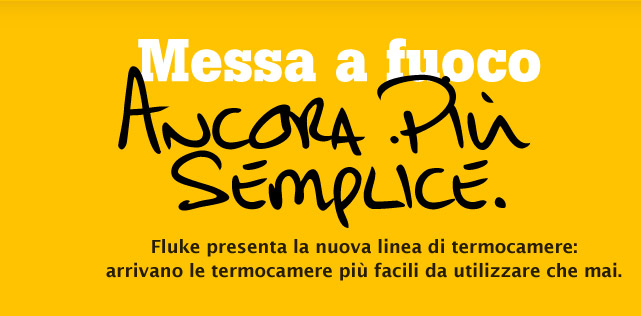 Messa a fuoco
ANCORA PIÙ
SEMPLICE.
Fluke presenta la nuova linea di termocamere:
arrivano le termocamere più facili da utilizzare che mai.